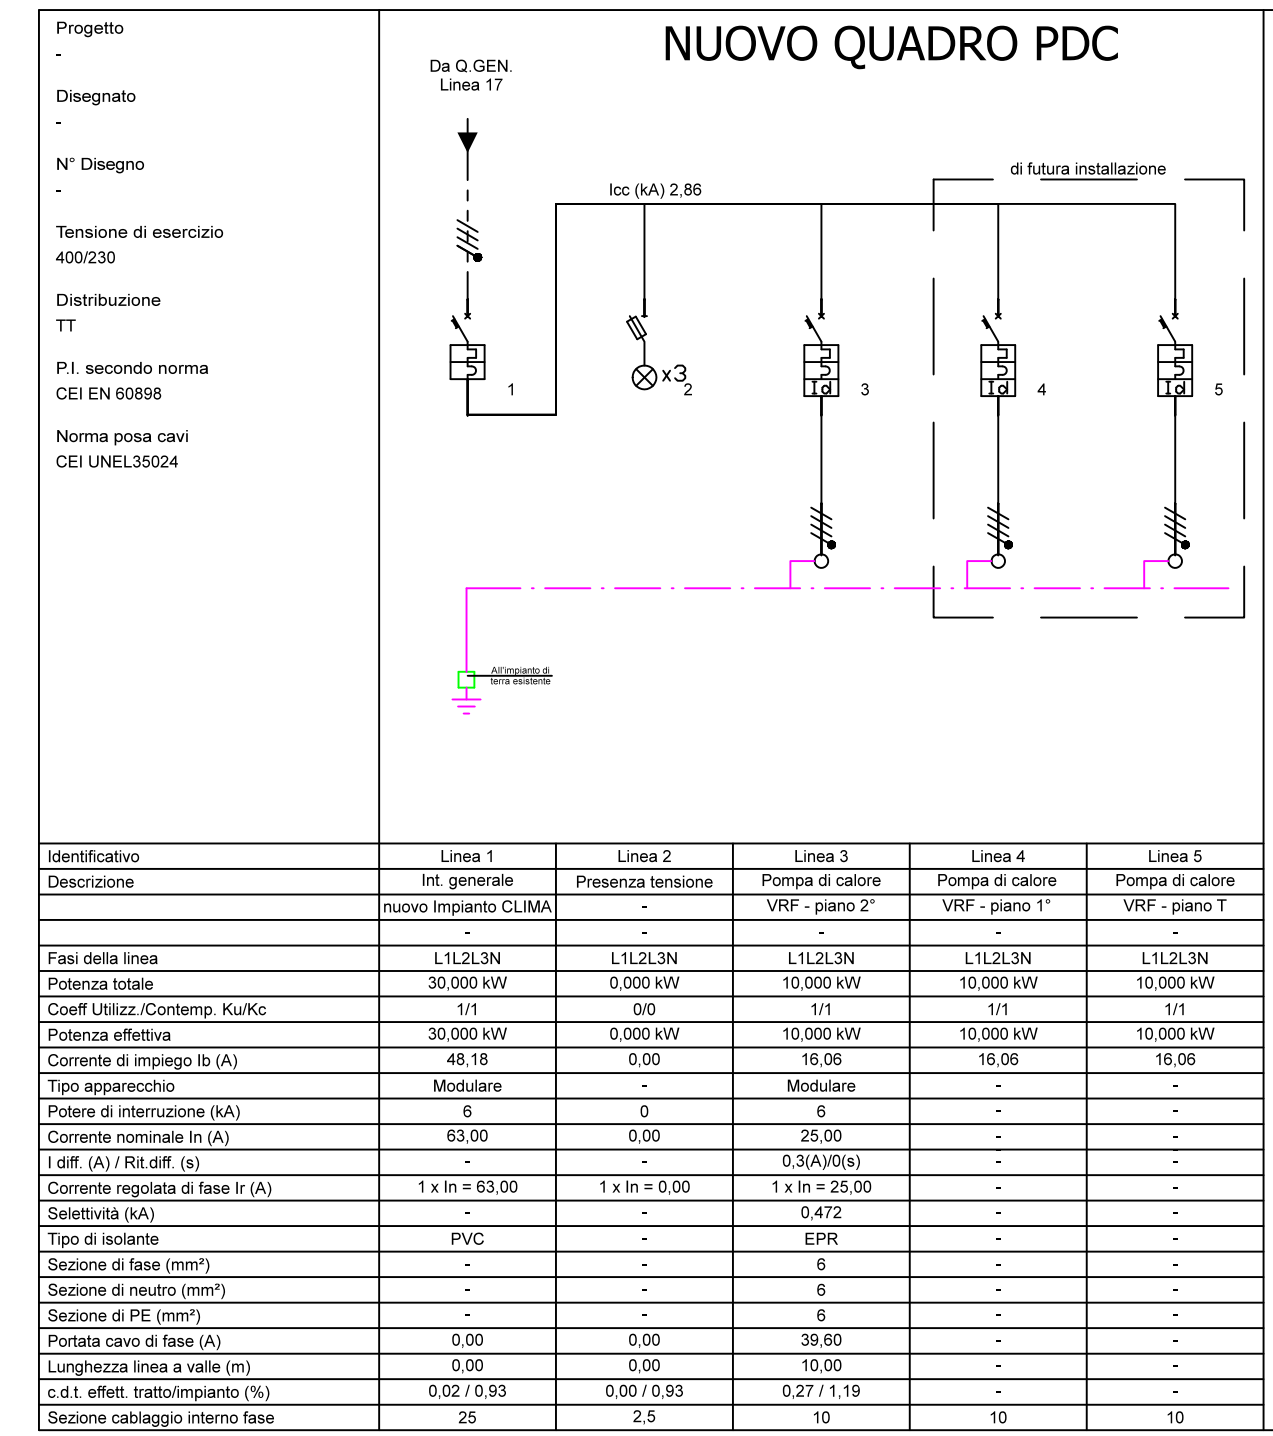 Progetto
-
Disegnato
-
N° Disegno
-
Tensione di esercizio
400/230
Distribuzione
TT
P.I. secondo norma
CEI EN 60898
Norma posa cavi
CEI UNEL35024
NUOVO QUADRO PDC
Da Q.GEN.
Linea 17
di futura installazione
Icc (kA) 2,86
1
x3
2
Id
3
Id
4
Id
5
All'impianto di
terra esistente
Identificativo Linea 1 Linea 2 Linea 3 Linea 4 Linea 5
Descrizione Int. generale Presenza tensione Pompa di calore Pompa di calore Pompa di calore
nuovo Impianto CLIMA - VRF - piano 2° VRF - piano 1° VRF - piano T
- - - - -
Fasi della linea L1L2L3N L1L2L3N L1L2L3N L1L2L3N L1L2L3N
Potenza totale 30,000 kW 0,000 kW 10,000 kW 10,000 kW 10,000 kW
Coeff Utilizz./Contemp. Ku/Kc 1/1 0/0 1/1 1/1 1/1
Potenza effettiva 30,000 kW 0,000 kW 10,000 kW 10,000 kW 10,000 kW
Corrente di impiego Ib (A) 48,18 0,00 16,06 16,06 16,06
Tipo apparecchio Modulare - Modulare - -
Potere di interruzione (kA) 6 0 6 - -
Corrente nominale In (A) 63,00 0,00 25,00 - -
I diff. (A) / Rit.diff. (s) - - 0,3(A)/0(s) - -
Corrente regolata di fase Ir (A) 1 x In = 63,00 1 x In = 0,00 1 x In = 25,00 - -
Selettività (kA) - - 0,472 - -
Tipo di isolante PVC - EPR - -
Sezione di fase (mm²) - - 6 - -
Sezione di neutro (mm²) - - 6 - -
Sezione di PE (mm²) - - 6 - -
Portata cavo di fase (A) 0,00 0,00 39,60 - -
Lunghezza linea a valle (m) 0,00 0,00 10,00 - -
c.d.t. effett. tratto/impianto (%) 0,02 / 0,93 0,00 / 0,93 0,27 / 1,19 - -
Sezione cablaggio interno fase 25 2,5 10 10 10